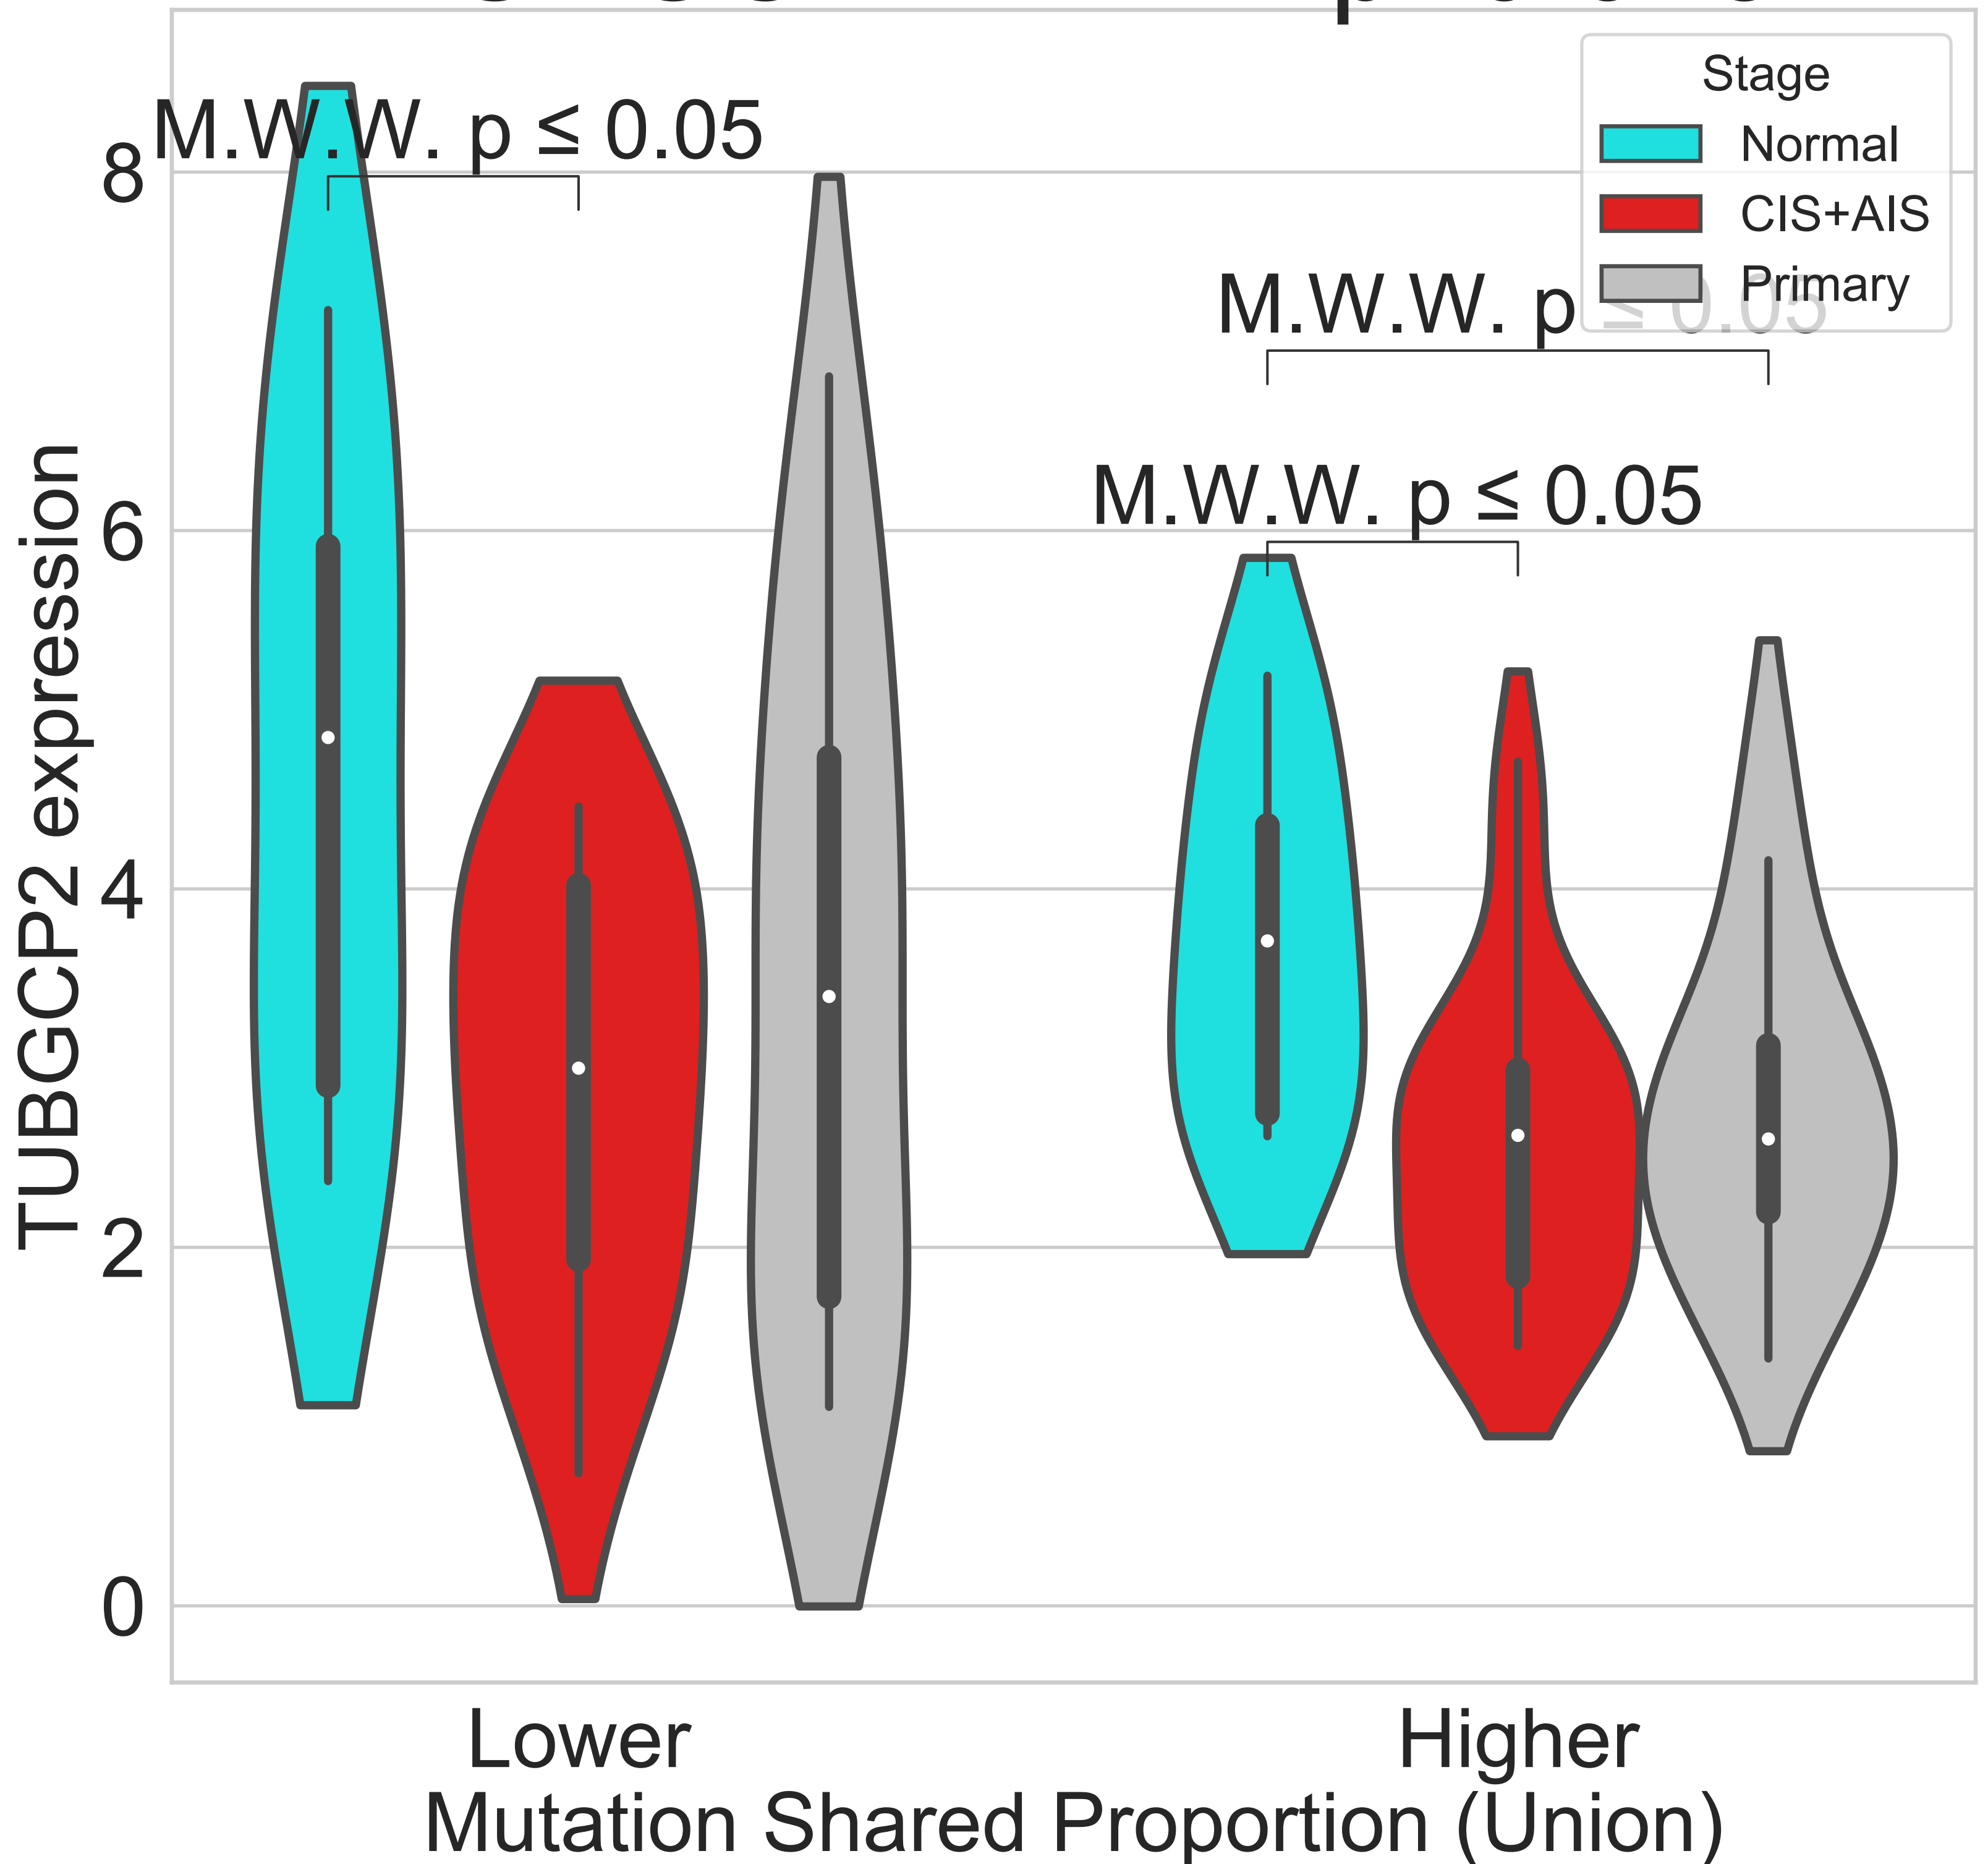 M.W.W. p ≤ 0.05
M.W.W. p ≤ 0.05
M.W.W. p ≤ 0.05
Stage
Normal
CIS+AIS
Primary
8
6
4
2
0
TUBGCP2 expression
Lower
Higher
Mutation Shared Proportion (Union)